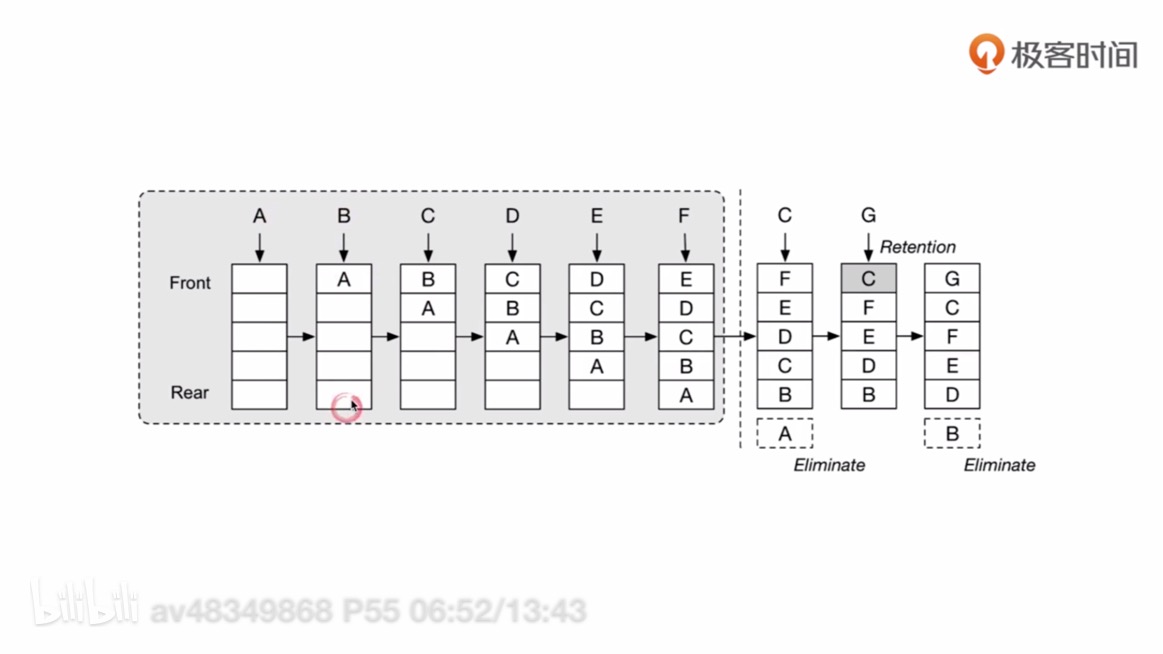 极客时间
A B C D E F C G
Retention
Front A B C D E F C G
A B C D E F C
A B C D E F
A B C D E
Rear A B B D
A B
Eliminate Eliminate
bilibili av48349868 P55 06:52/13:43